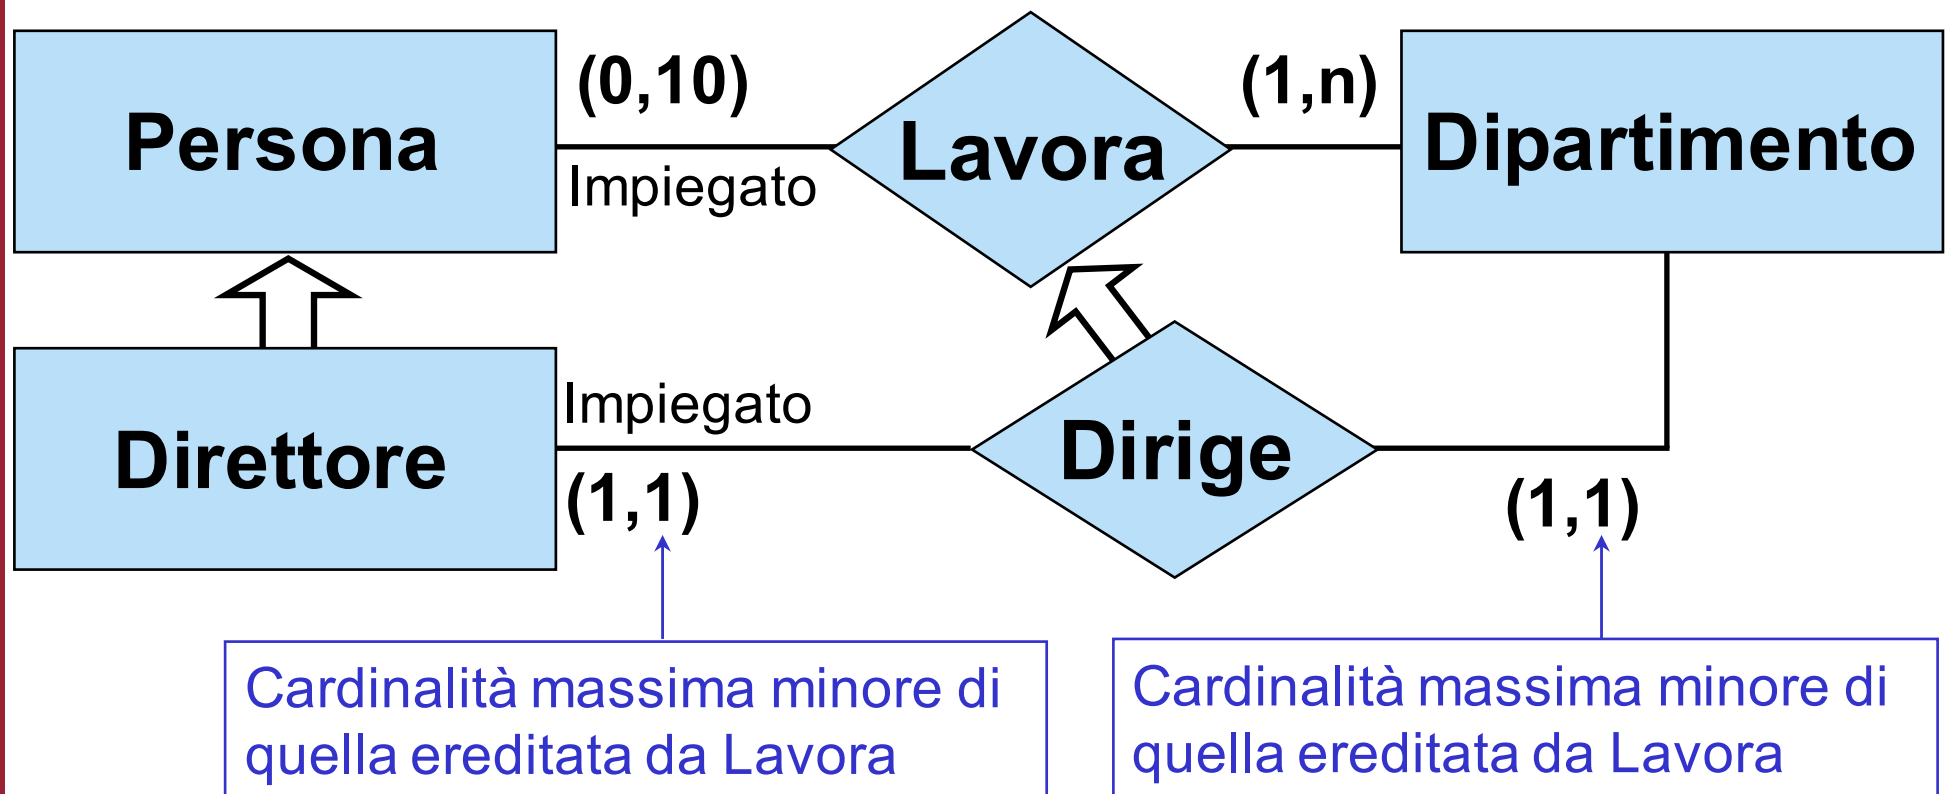 Persona
(0,10)
Impiegato
Lavora
(1,n)
Dipartimento
Direttore
Impiegato
(1,1)
Dirige
(1,1)
Cardinalità massima minore di
quella ereditata da Lavora
Cardinalità massima minore di
quella ereditata da Lavora